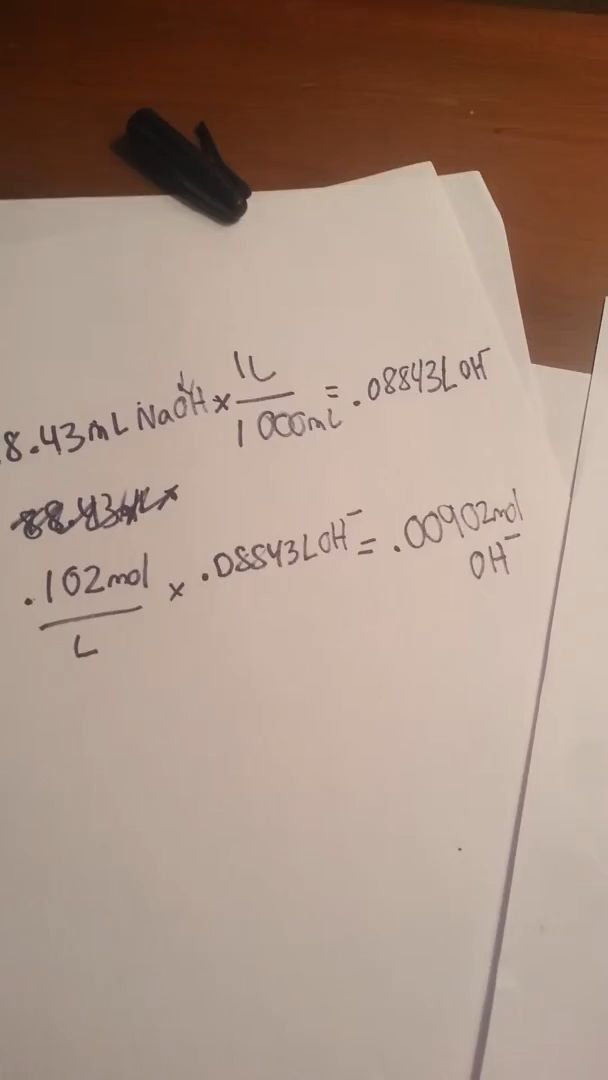 8.43mL NaOH x 1L / 1000mL = .08843L OH⁻
.102mol / L x .08843L OH⁻ = .00902mol OH⁻